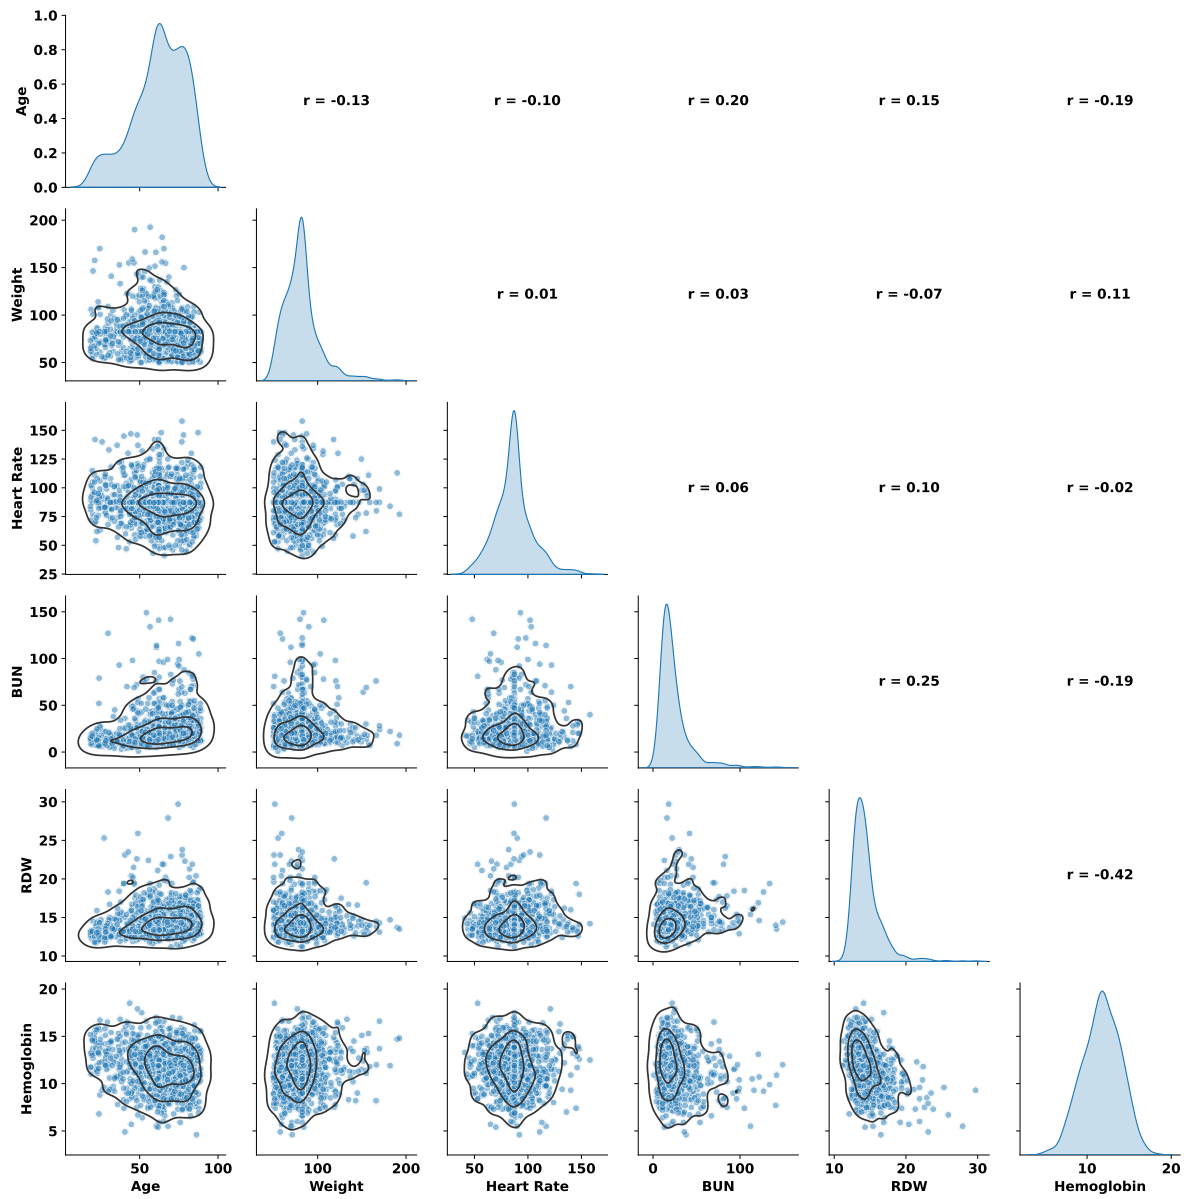 1.0
0.8
0.6
0.4
0.2
0.0
Age
r = -0.13
r = -0.10
r = 0.20
r = 0.15
r = -0.19
200
150
100
50
Weight
r = 0.01
r = 0.03
r = -0.07
r = 0.11
150
125
100
75
50
25
Heart Rate
r = 0.06
r = 0.10
r = -0.02
150
100
50
0
BUN
r = 0.25
r = -0.19
30
25
20
15
10
RDW
r = -0.42
20
15
10
5
Hemoglobin
50 100
100 200
50 100 150
0 100
10 20 30
10 20
Age
Weight
Heart Rate
BUN
RDW
Hemoglobin